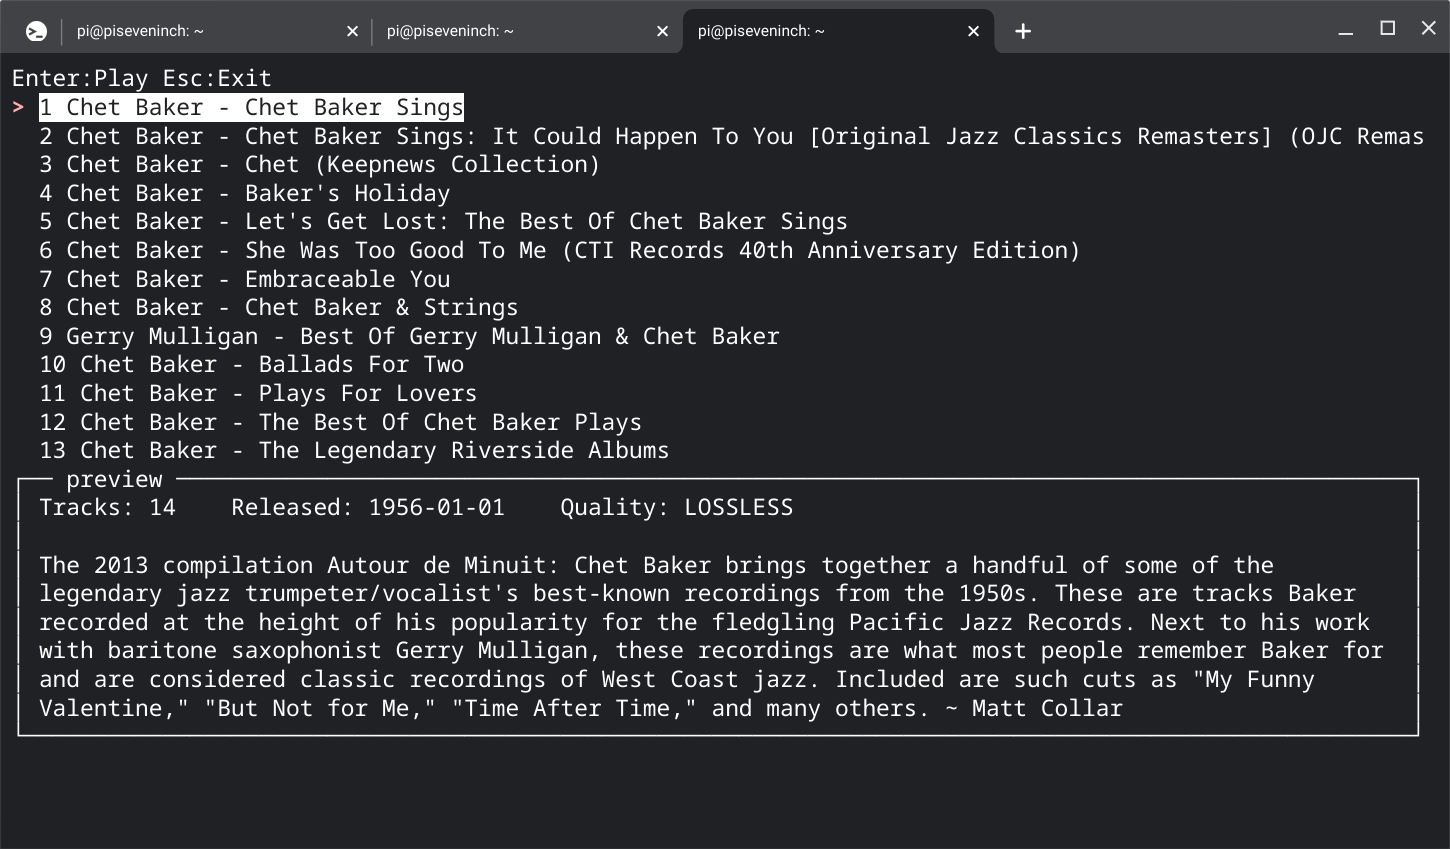 pi@piseveninch: ~ pi@piseveninch: ~ pi@piseveninch: ~
Enter:Play Esc:Exit
> 1 Chet Baker - Chet Baker Sings
2 Chet Baker - Chet Baker Sings: It Could Happen To You [Original Jazz Classics Remasters] (OJC Remas
3 Chet Baker - Chet (Keepnews Collection)
4 Chet Baker - Baker's Holiday
5 Chet Baker - Let's Get Lost: The Best Of Chet Baker Sings
6 Chet Baker - She Was Too Good To Me (CTI Records 40th Anniversary Edition)
7 Chet Baker - Embraceable You
8 Chet Baker - Chet Baker & Strings
9 Gerry Mulligan - Best Of Gerry Mulligan & Chet Baker
10 Chet Baker - Ballads For Two
11 Chet Baker - Plays For Lovers
12 Chet Baker - The Best Of Chet Baker Plays
13 Chet Baker - The Legendary Riverside Albums
preview
Tracks: 14 Released: 1956-01-01 Quality: LOSSLESS
The 2013 compilation Autour de Minuit: Chet Baker brings together a handful of some of the
legendary jazz trumpeter/vocalist's best-known recordings from the 1950s. These are tracks Baker
recorded at the height of his popularity for the fledgling Pacific Jazz Records. Next to his work
with baritone saxophonist Gerry Mulligan, these recordings are what most people remember Baker for
and are considered classic recordings of West Coast jazz. Included are such cuts as "My Funny
Valentine," "But Not for Me," "Time After Time," and many others. ~ Matt Collar